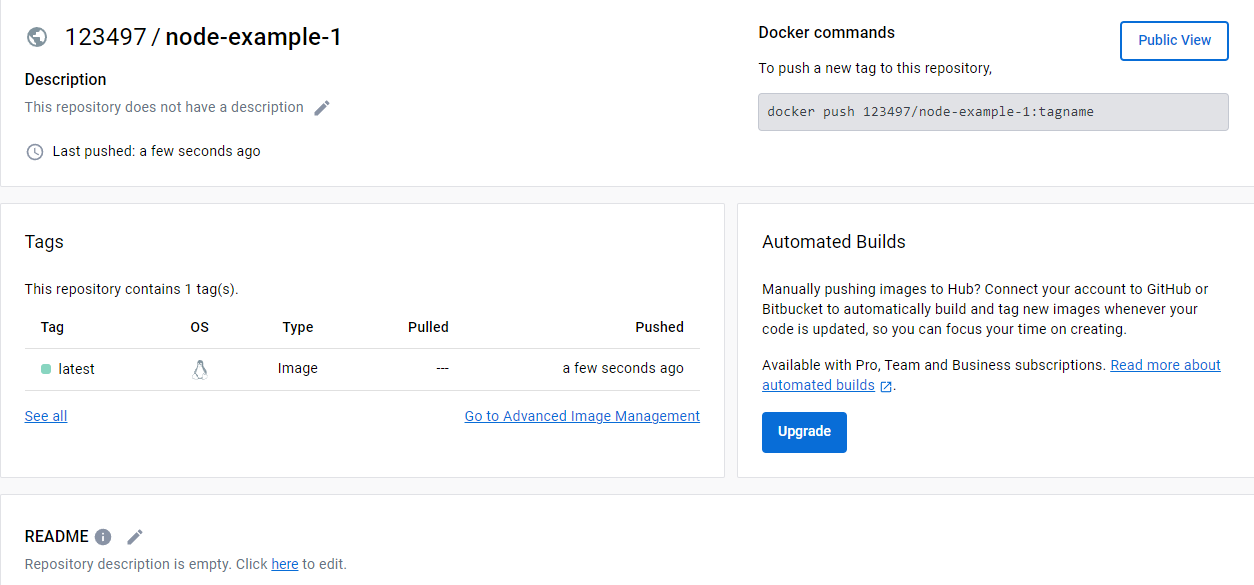 123497 / node-example-1
Description
This repository does not have a description
Last pushed: a few seconds ago
Docker commands
To push a new tag to this repository,
docker push 123497/node-example-1:tagname
Public View
Tags
This repository contains 1 tag(s).
Tag OS Type Pulled Pushed
latest Image --- a few seconds ago
See all Go to Advanced Image Management
Automated Builds
Manually pushing images to Hub? Connect your account to GitHub or
Bitbucket to automatically build and tag new images whenever your
code is updated, so you can focus your time on creating.
Available with Pro, Team and Business subscriptions. Read more about
automated builds .
Upgrade
README
Repository description is empty. Click here to edit.